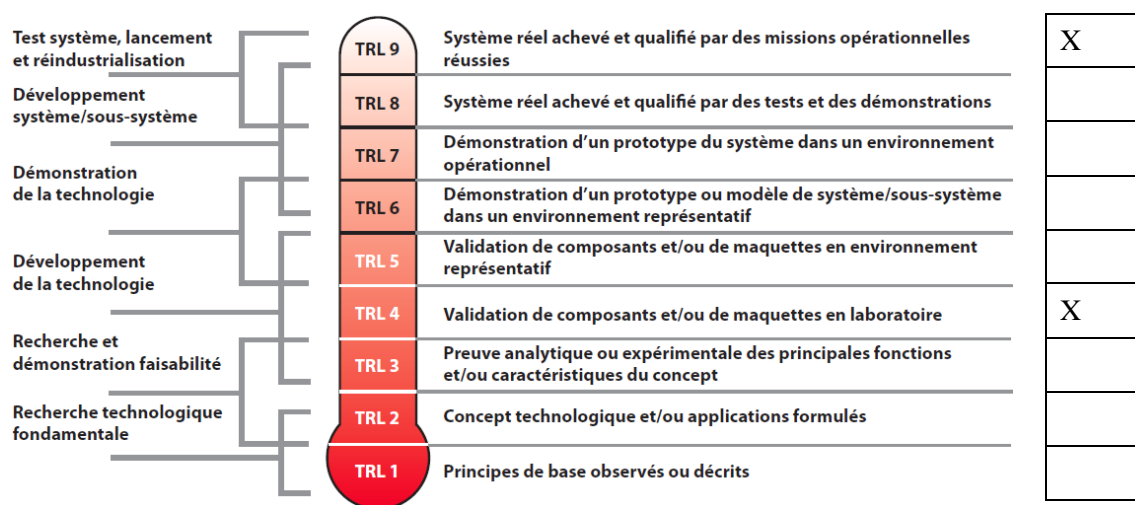 Test système, lancement
et réindustrialisation
Développement
système/sous-système
Démonstration
de la technologie
Développement
de la technologie
Recherche et
démonstration faisabilité
Recherche technologique
fondamentale
TRL 9
Système réel achevé et qualifié par des missions opérationnelles
réussies
X
TRL 8
Système réel achevé et qualifié par des tests et des démonstrations
TRL 7
Démonstration d'un prototype du système dans un environnement
opérationnel
TRL 6
Démonstration d'un prototype ou modèle de système/sous-système
dans un environnement représentatif
TRL 5
Validation de composants et/ou de maquettes en environnement
représentatif
TRL 4
Validation de composants et/ou de maquettes en laboratoire
X
TRL 3
Preuve analytique ou expérimentale des principales fonctions
et/ou caractéristiques du concept
TRL 2
Concept technologique et/ou applications formulés
TRL 1
Principes de base observés ou décrits